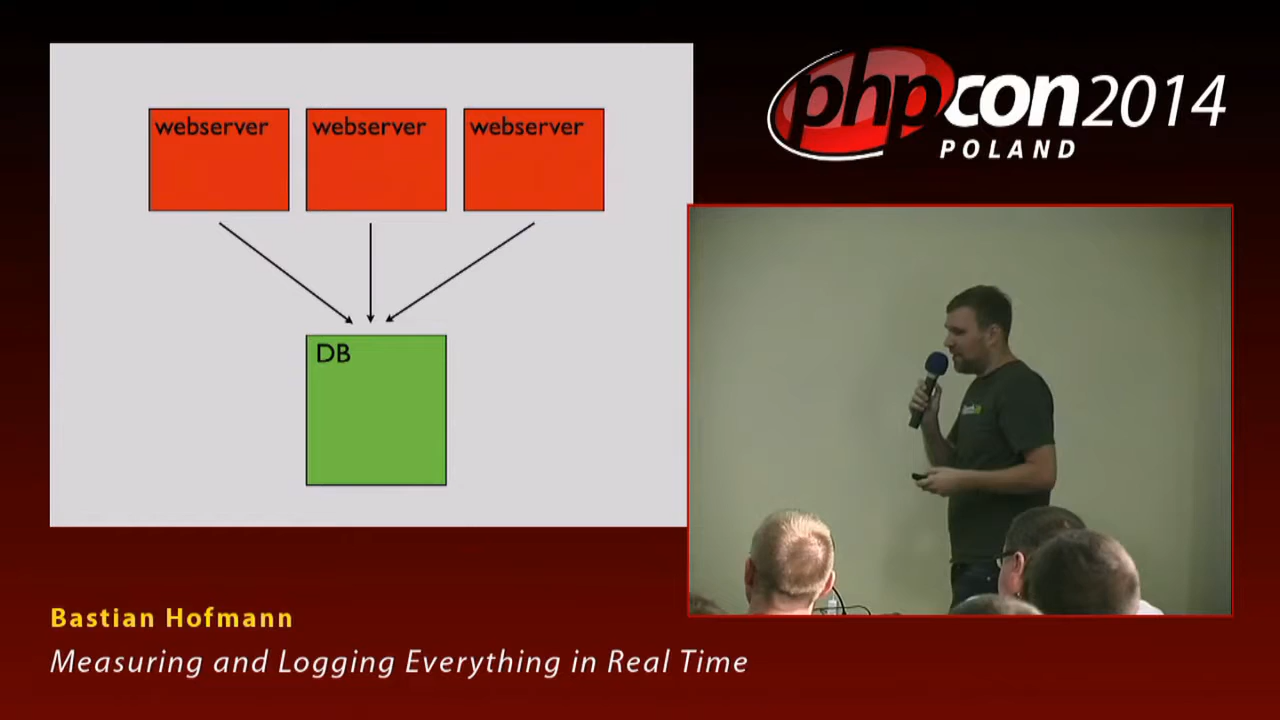 webserver webserver webserver
DB
phpcon2014
POLAND
Bastian Hofmann
Measuring and Logging Everything in Real Time